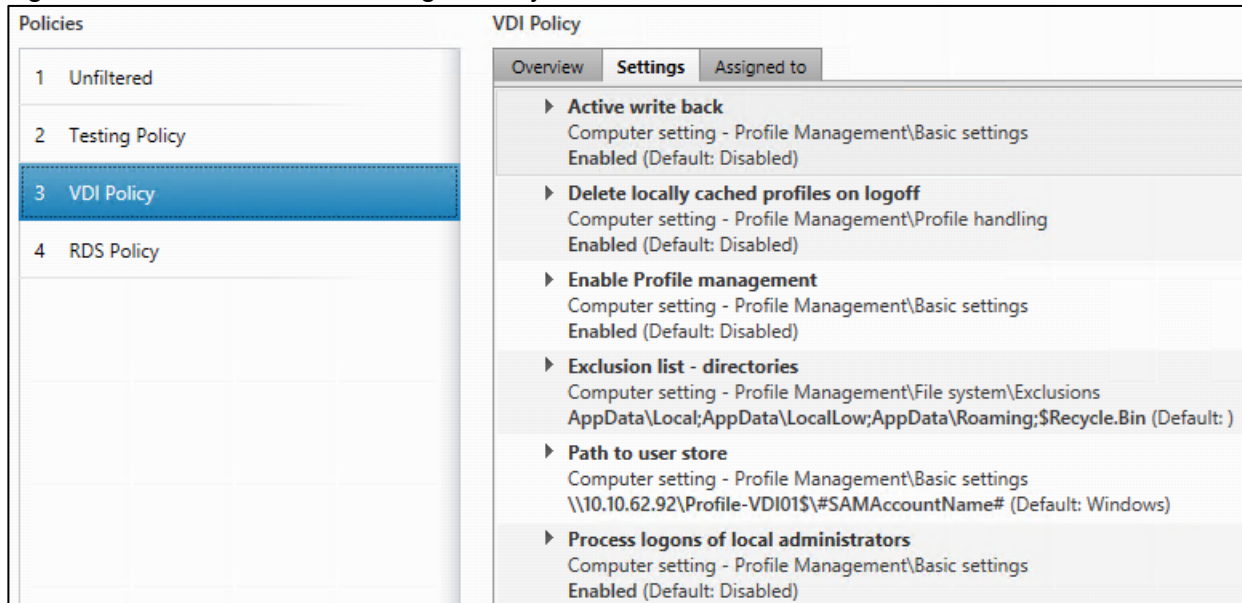 Policies
1 Unfiltered
2 Testing Policy
3 VDI Policy
4 RDS Policy
VDI Policy
Overview Settings Assigned to
Active write back
Computer setting - Profile Management\Basic settings
Enabled (Default: Disabled)
Delete locally cached profiles on logoff
Computer setting - Profile Management\Profile handling
Enabled (Default: Disabled)
Enable Profile management
Computer setting - Profile Management\Basic settings
Enabled (Default: Disabled)
Exclusion list - directories
Computer setting - Profile Management\File system\Exclusions
AppData\Local;AppData\LocalLow;AppData\Roaming;$Recycle.Bin (Default: )
Path to user store
Computer setting - Profile Management\Basic settings
\\10.10.62.92\Profile-VDI01$\#SAMAccountName# (Default: Windows)
Process logons of local administrators
Computer setting - Profile Management\Basic settings
Enabled (Default: Disabled)